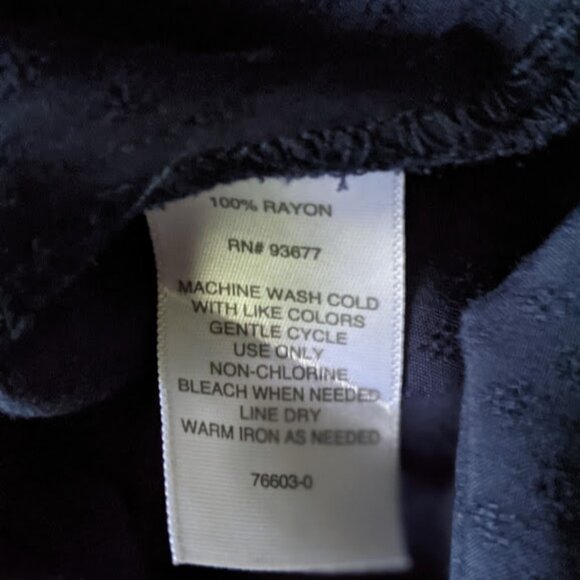 100% RAYON
RN# 93677
MACHINE WASH COLD
WITH LIKE COLORS
GENTLE CYCLE
USE ONLY
NON-CHLORINE
BLEACH WHEN NEEDED
LINE DRY
WARM IRON AS NEEDED
76603-0